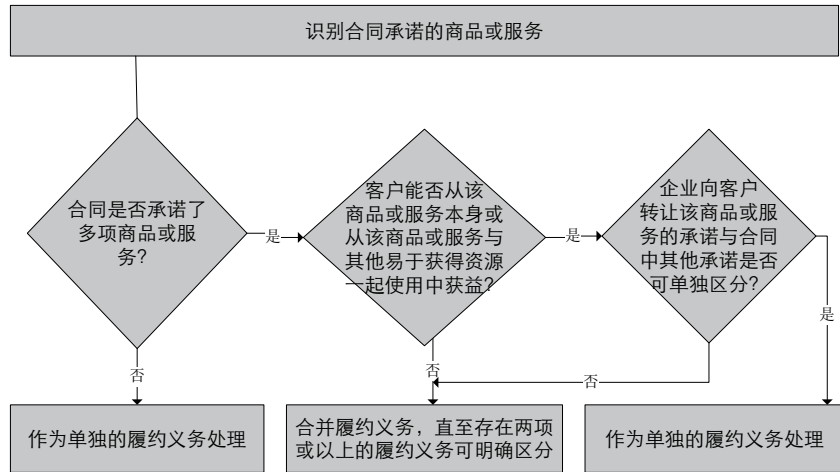 识别合同承诺的商品或服务
合同是否承诺了
多项商品或服
务?
是
客户能否从该
商品或服务本身或
从该商品或服务与
其他易于获得资源
一起使用中获益?
是
企业向客户
转让该商品或服
务的承诺与合同
中其他承诺是否
可单独区分?
是
否
否
否
作为单独的履约义务处理
合并履约义务，直至存在两项
或以上的履约义务可明确区分
作为单独的履约义务处理